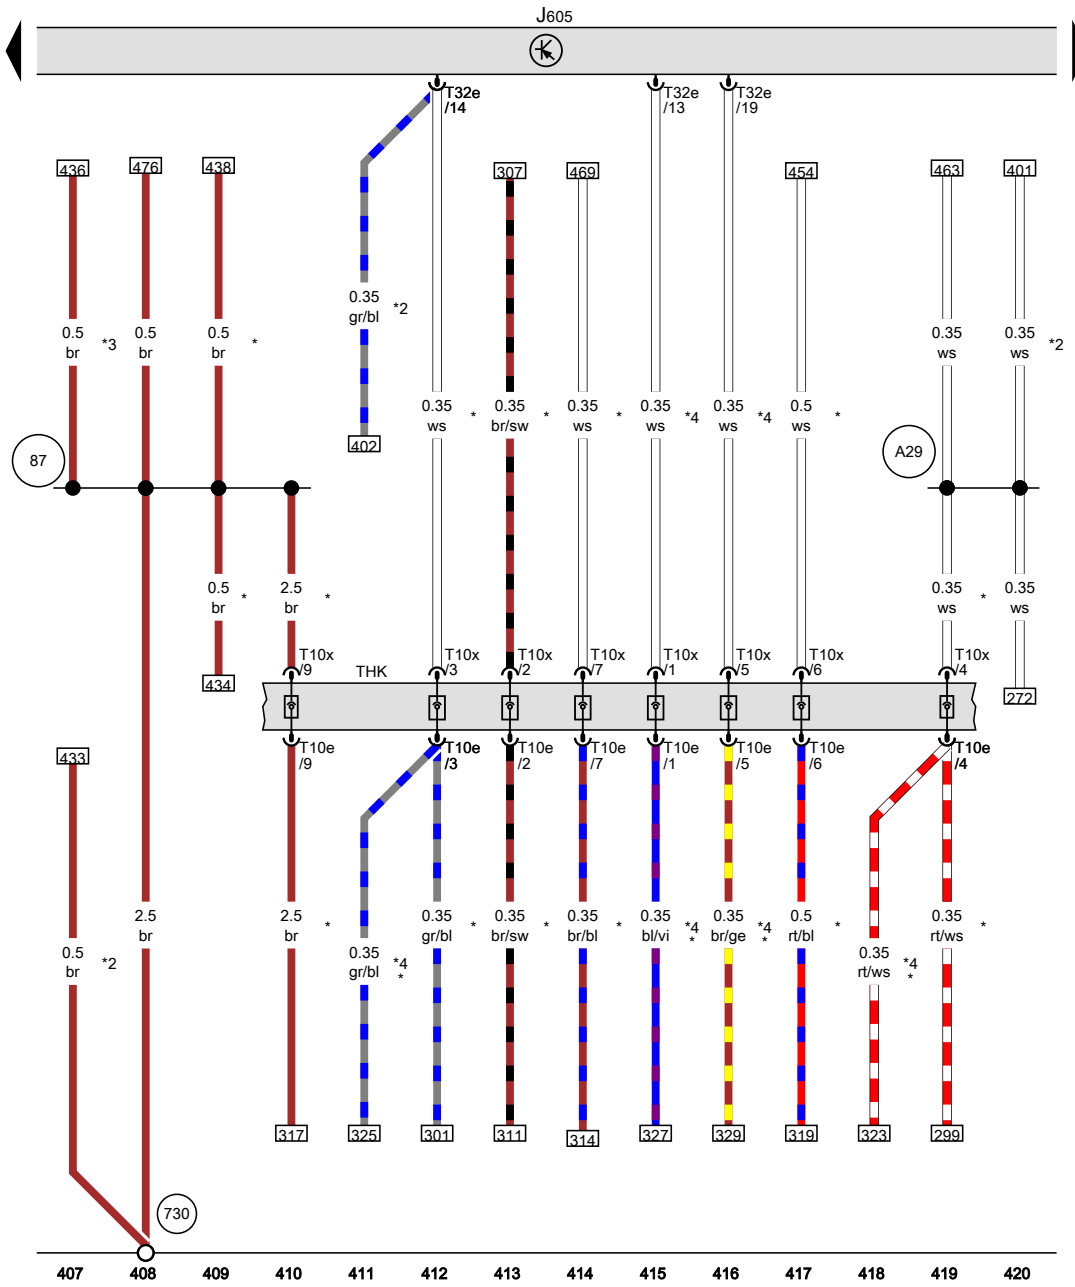 J605
T32e
/14
T32e
/13
T32e
/19
436
476
438
307
469
454
463
401
0.35
gr/bl
*2
0.5
br
*3
0.5
br
0.5
br
*
0.35
ws
0.35
ws
*2
0.35
ws
*
0.35
br/sw
*
0.35
ws
*
0.35
ws
*4
0.35
ws
*4
0.5
ws
*
402
87
A29
0.5
br
*
2.5
br
*
0.35
ws
*
0.35
ws
434
THK
T10x
/9
T10x
/3
T10x
/2
T10x
/7
T10x
/1
T10x
/5
T10x
/6
T10x
/4
272
433
T10e
/9
T10e
/3
T10e
/2
T10e
/7
T10e
/1
T10e
/5
T10e
/6
T10e
/4
2.5
br
2.5
br
*
0.35
gr/bl
*
0.35
br/sw
*
0.35
br/bl
*
0.35
bl/vi
*4
*
0.35
br/ge
*4
*
0.5
rt/bl
*
0.35
rt/ws
*
0.5
br
*2
0.35
gr/bl
*4
*
0.35
rt/ws
*4
*
317
325
301
311
314
327
329
319
323
299
730
407
408
409
410
411
412
413
414
415
416
417
418
419
420